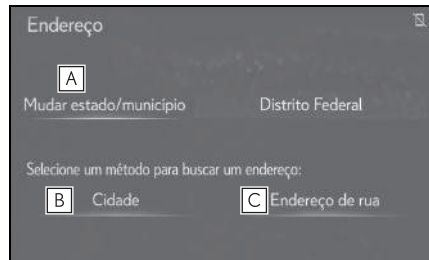 Endereço
A
Mudar estado/município Distrito Federal
Selecione um método para buscar um endereço:
B Cidade C Endereço de rua